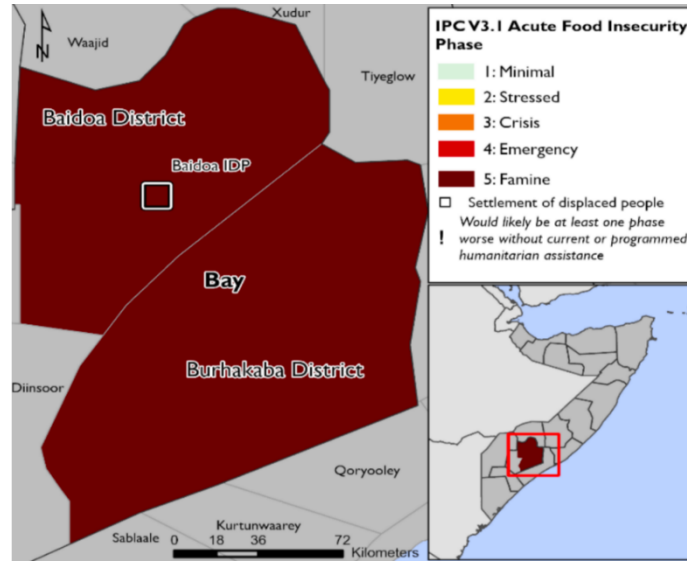 N
Xudur
Waajid
Tiyeglow
Baidoa District
Baidoa IDP
Bay
Burhakaba District
Diinsoor
Qoryooley
Kurtunwaarey
Sablaale
0 18 36 72
Kilometers
IPC V3.1 Acute Food Insecurity
Phase
1: Minimal
2: Stressed
3: Crisis
4: Emergency
5: Famine
Settlement of displaced people
Would likely be at least one phase
! worse without current or programmed
humanitarian assistance